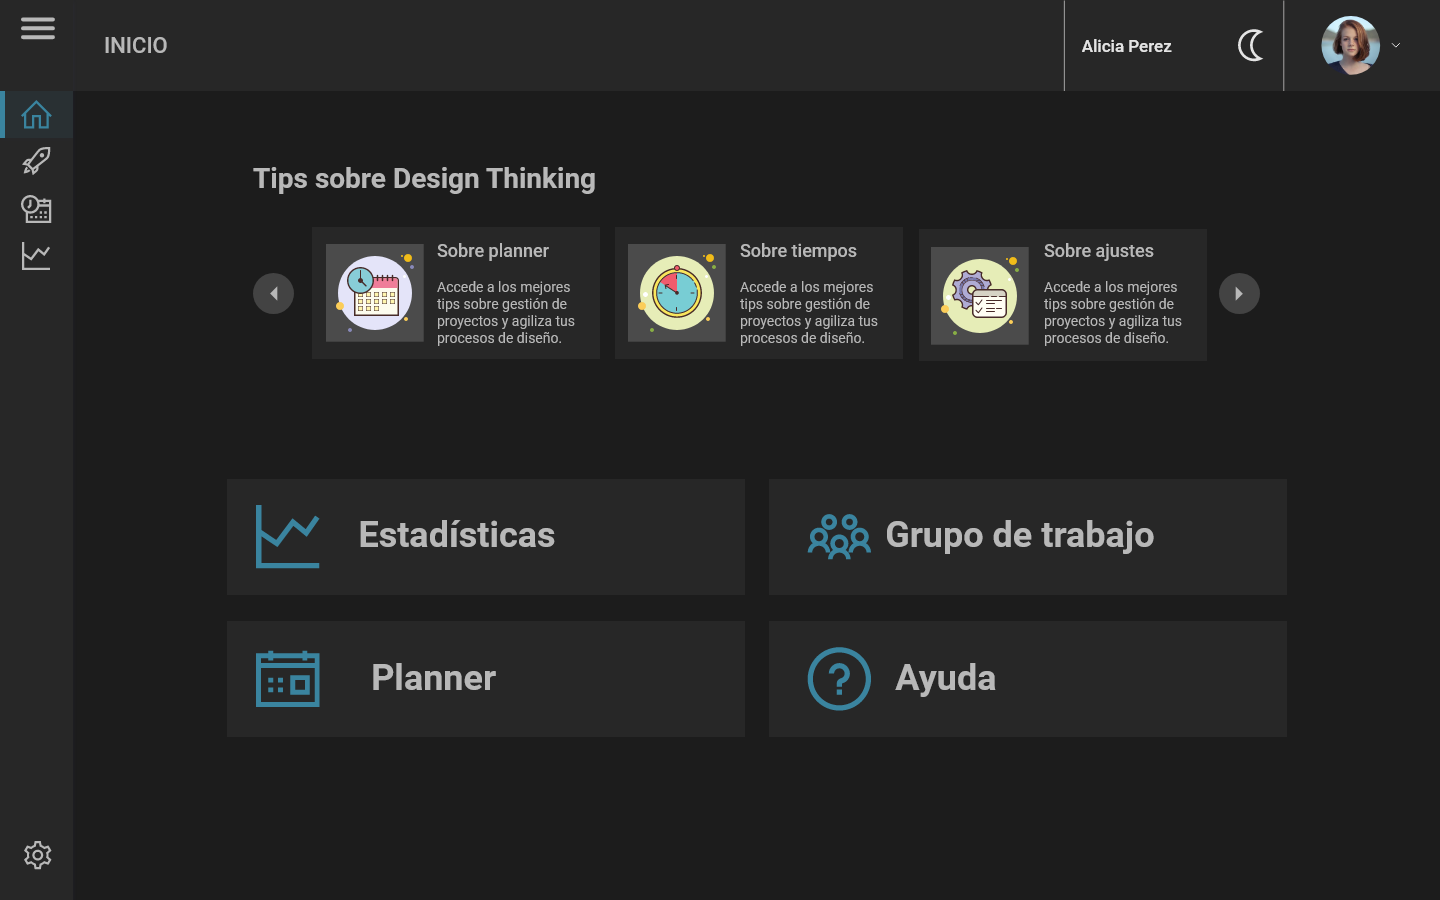 INICIO
Alicia Perez
Tips sobre Design Thinking
Sobre planner
Accede a los mejores
tips sobre gestión de
proyectos y agiliza tus
procesos de diseño.
Sobre tiempos
Accede a los mejores
tips sobre gestión de
proyectos y agiliza tus
procesos de diseño.
Sobre ajustes
Accede a los mejores
tips sobre gestión de
proyectos y agiliza tus
procesos de diseño.
Estadísticas
Grupo de trabajo
Planner
Ayuda